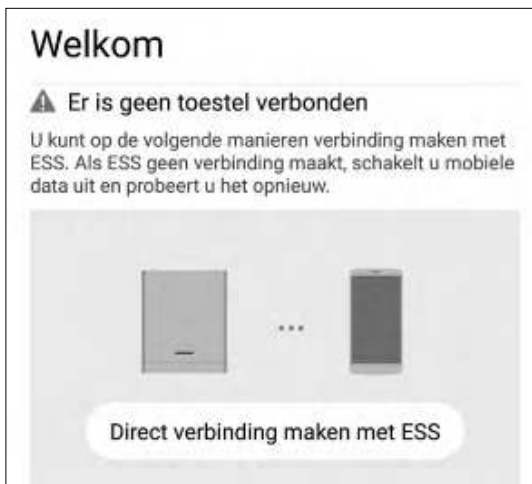 Welkom
Er is geen toestel verbonden
U kunt op de volgende manieren verbinding maken met
ESS. Als ESS geen verbinding maakt, schakelt u mobiele
data uit en probeert u het opnieuw.
Direct verbinding maken met ESS